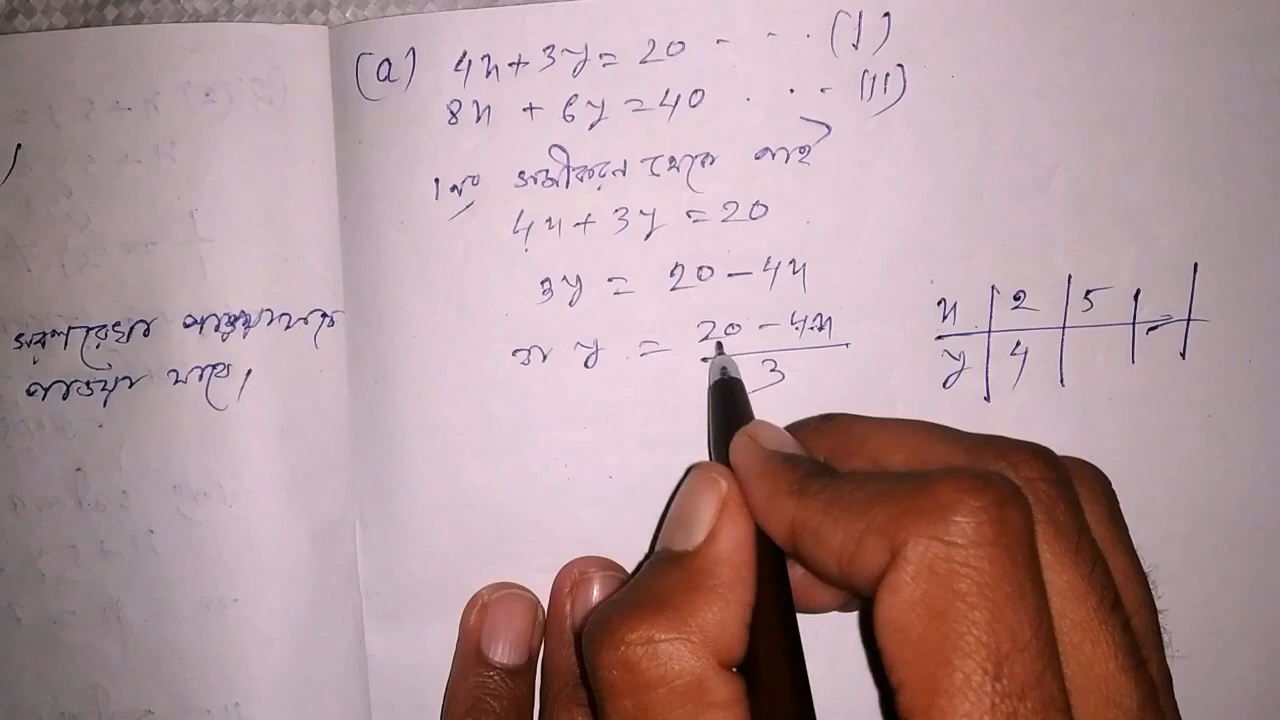 (a) 4x + 3y = 20 - - . (I)
8x + 6y = 40 . . - (II)
১নং সমীকরণ থেকে পাই
4x + 3y = 20
3y = 20 - 4x
বা y = (20 - 4x)/3
x | 2 | 5 | - |
y | 4 | | |
যাবে।